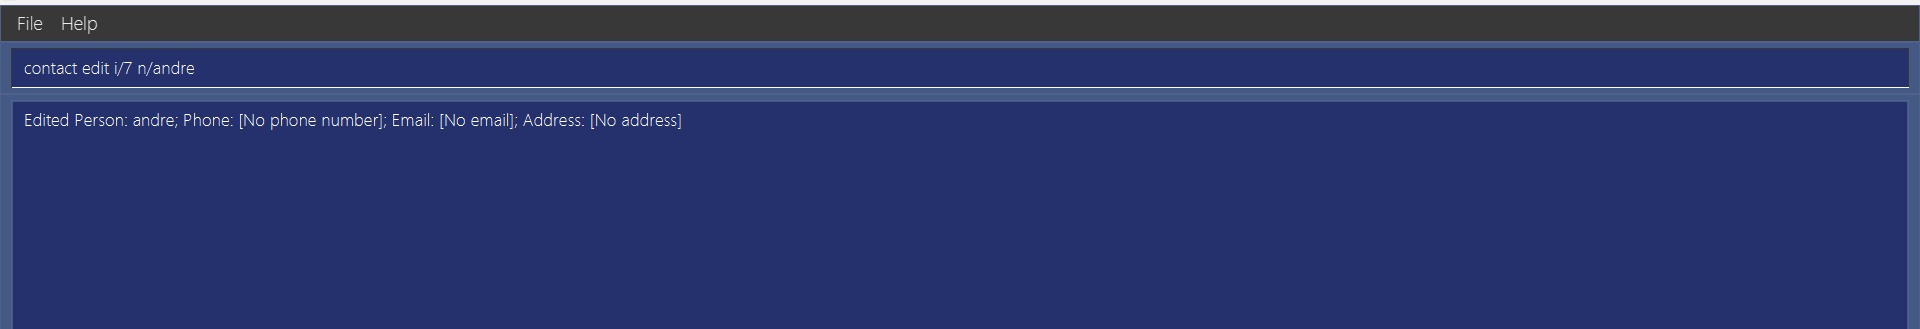 File Help
contact edit i/7 n/andre
Edited Person: andre; Phone: [No phone number]; Email: [No email]; Address: [No address]